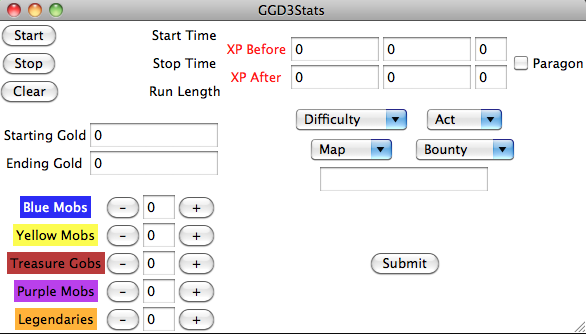 GGD3Stats
Start Start Time
XP Before 0 0 0
Stop Stop Time Paragon
XP After 0 0 0
Clear Run Length
Difficulty Act
Starting Gold 0
Map Bounty
Ending Gold 0
Blue Mobs - 0 +
Yellow Mobs - 0 +
Treasure Gobs - 0 + Submit
Purple Mobs - 0 +
Legendaries - 0 +